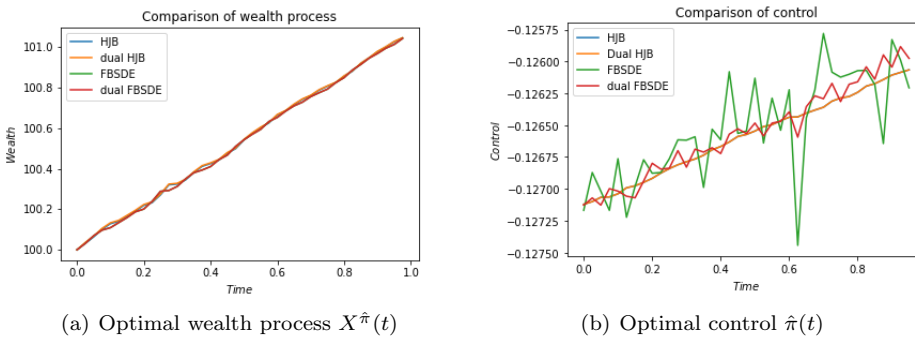 Comparison of wealth process
HJB
dual HJB
FBSDE
dual FBSDE
101.0
100.8
100.6
100.4
100.2
100.0
Wealth
0.0 0.2 0.4 0.6 0.8 1.0
Time
(a) Optimal wealth process X^π̂(t)
Comparison of control
HJB
Dual HJB
FBSDE
dual FBSDE
−0.12575
−0.12600
−0.12625
−0.12650
−0.12675
−0.12700
−0.12725
−0.12750
Control
0.0 0.2 0.4 0.6 0.8
Time
(b) Optimal control π̂(t)